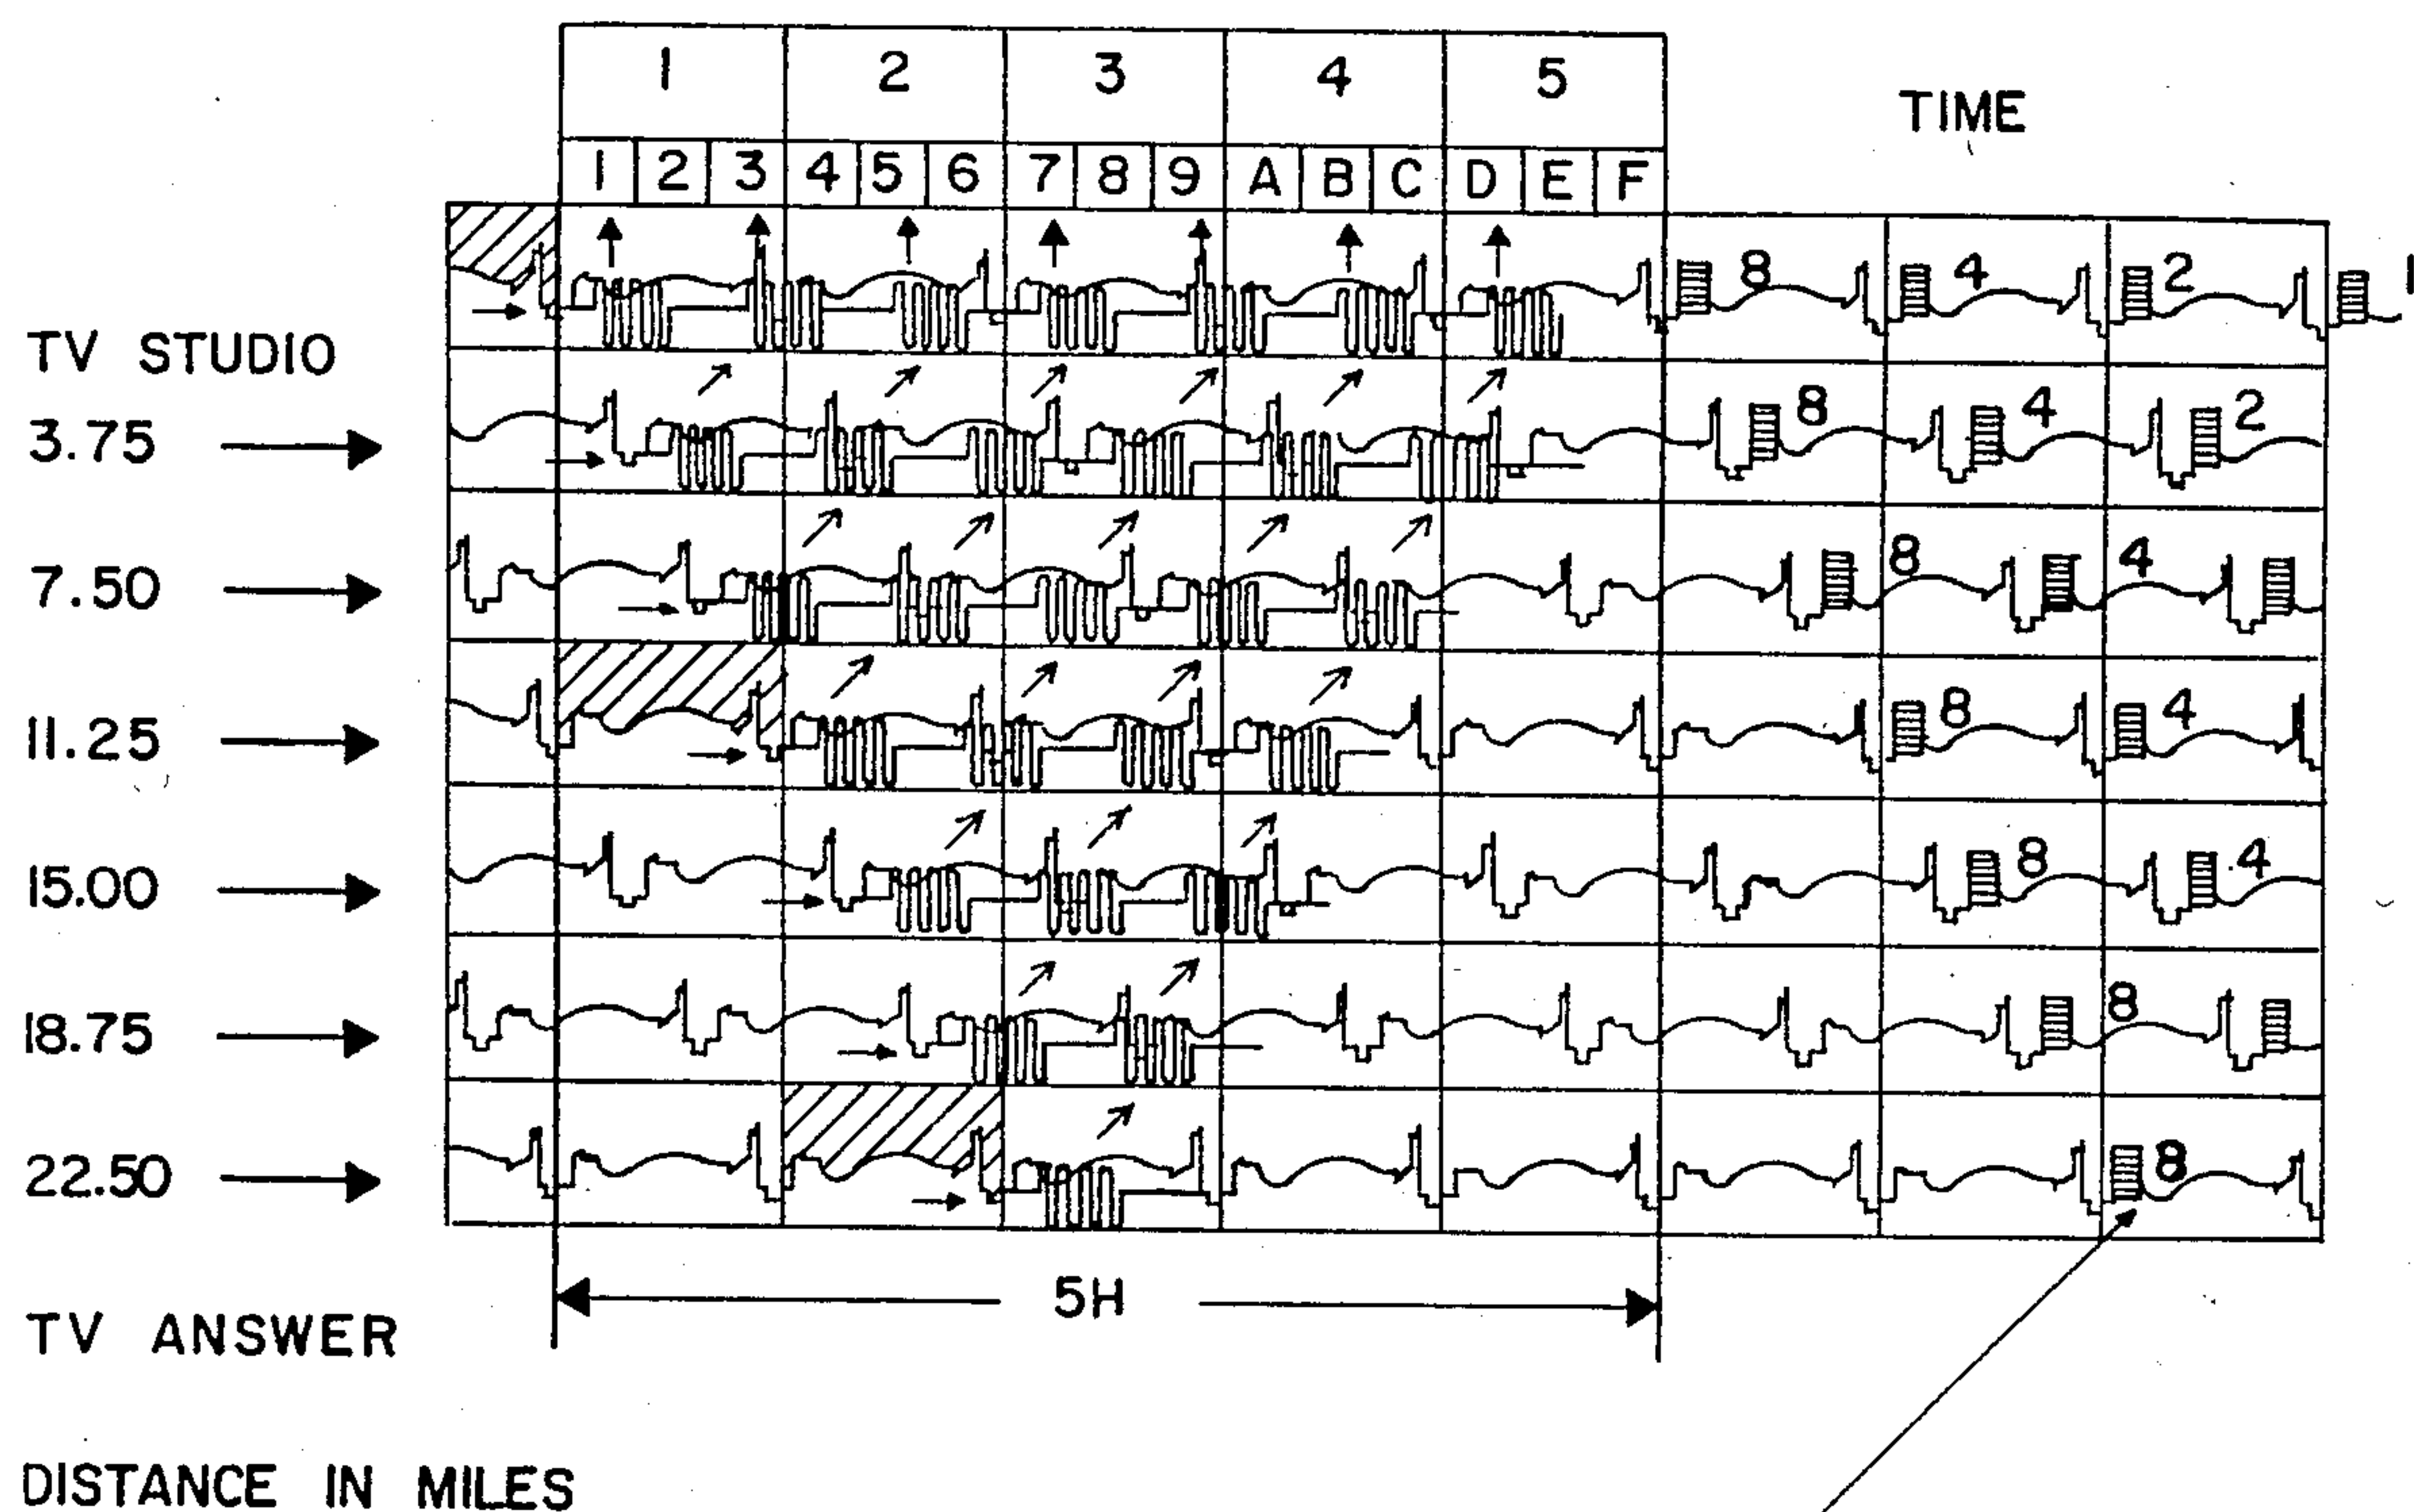 1 2 3 4 5
TIME
1 2 3 4 5 6 7 8 9 A B C D E F
8 4 2 1
TV STUDIO
3.75 8 4 2
7.50 8 4
11.25 8 4
15.00 8 4
18.75 8
22.50 8
5H
TV ANSWER
DISTANCE IN MILES